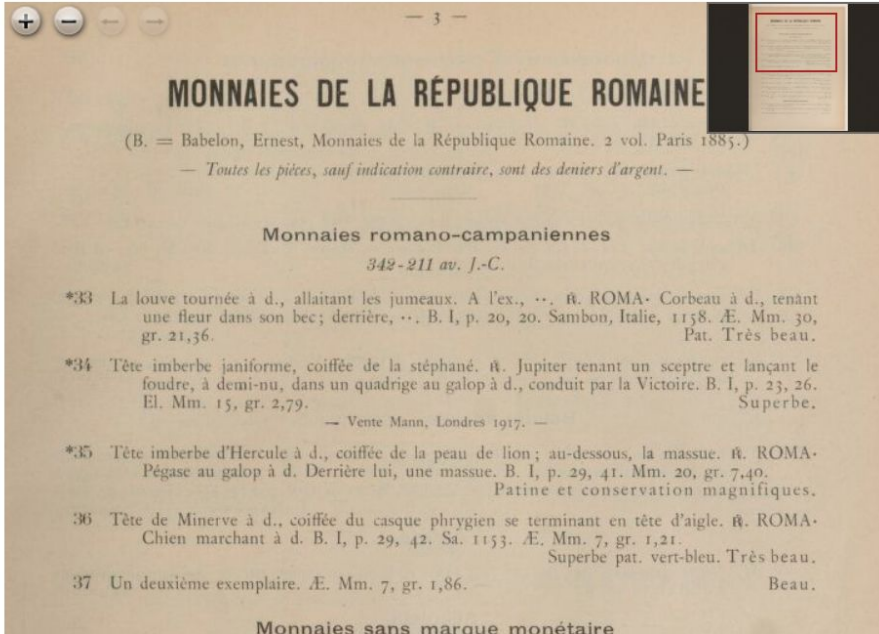 — 3 —
MONNAIES DE LA RÉPUBLIQUE ROMAINE
(B. = Babelon, Ernest, Monnaies de la République Romaine. 2 vol. Paris 1885.)
— Toutes les pièces, sauf indication contraire, sont des deniers d'argent. —
Monnaies romano-campaniennes
342-211 av. J.-C.
*33 La louve tournée à d., allaitant les jumeaux. A l'ex., ··. ℟. ROMA· Corbeau à d., tenant
une fleur dans son bec; derrière, ··. B. I, p. 20, 20. Sambon, Italie, 1158. Æ. Mm. 30,
gr. 21,36. Pat. Très beau.
*34 Tête imberbe janiforme, coiffée de la stéphané. ℟. Jupiter tenant un sceptre et lançant le
foudre, à demi-nu, dans un quadrige au galop à d., conduit par la Victoire. B. I, p. 23, 26.
El. Mm. 15, gr. 2,79. Superbe.
— Vente Mann, Londres 1917. —
*35 Tête imberbe d'Hercule à d., coiffée de la peau de lion; au-dessous, la massue. ℟. ROMA·
Pégase au galop à d. Derrière lui, une massue. B. I, p. 29, 41. Mm. 20, gr. 7,40.
Patine et conservation magnifiques.
36 Tête de Minerve à d., coiffée du casque phrygien se terminant en tête d'aigle. ℟. ROMA·
Chien marchant à d. B. I, p. 29, 42. Sa. 1153. Æ. Mm. 7, gr. 1,21.
Superbe pat. vert-bleu. Très beau.
37 Un deuxième exemplaire. Æ. Mm. 7, gr. 1,86. Beau.
Monnaies sans marque monétaire